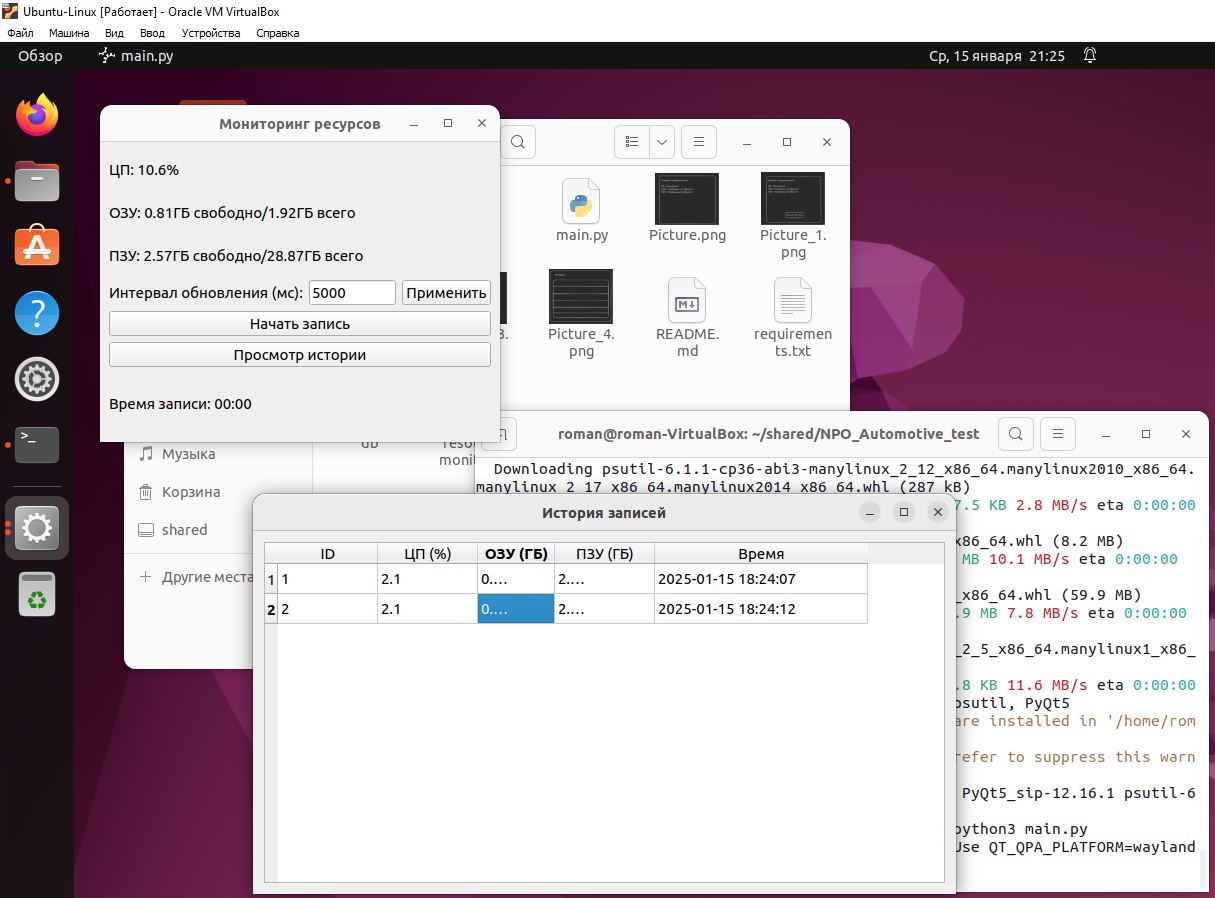 Ubuntu-Linux [Работает] - Oracle VM VirtualBox
Файл Машина Вид Ввод Устройства Справка
Обзор main.py Ср, 15 января 21:25
Мониторинг ресурсов
ЦП: 10.6%
ОЗУ: 0.81ГБ свободно/1.92ГБ всего
ПЗУ: 2.57ГБ свободно/28.87ГБ всего
Интервал обновления (мс): 5000 Применить
Начать запись
Просмотр истории
Время записи: 00:00
main.py
Picture.png
Picture_1.
png
Picture_4.
png
README.
md
requiremen
ts.txt
Музыка
Корзина
shared
Другие места
roman@roman-VirtualBox: ~/shared/NPO_Automotive_test
Downloading psutil-6.1.1-cp36-abi3-manylinux_2_12_x86_64.manylinux2010_x86_64.
manylinux_2_17_x86_64.manylinux2014_x86_64.whl (287 kB)
7.5 KB 2.8 MB/s eta 0:00:00
x86_64.whl (8.2 MB)
MB 10.1 MB/s eta 0:00:00
_x86_64.whl (59.9 MB)
.9 MB 7.8 MB/s eta 0:00:00
_2_5_x86_64.manylinux1_x86_
.8 KB 11.6 MB/s eta 0:00:00
psutil, PyQt5
are installed in '/home/rom
refer to suppress this warn
PyQt5_sip-12.16.1 psutil-6
python3 main.py
Use QT_QPA_PLATFORM=wayland
История записей
ID ЦП (%) ОЗУ (ГБ) ПЗУ (ГБ) Время
1 1 2.1 0.... 2.... 2025-01-15 18:24:07
2 2 2.1 0.... 2.... 2025-01-15 18:24:12